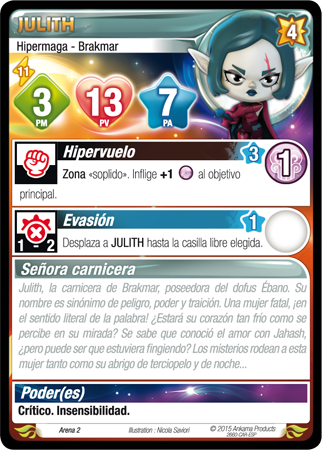 JULITH
4
Hipermaga - Brakmar
11
3
PM
13
PV
7
PA
Hipervuelo
3
1
Zona «soplido». Inflige +1 al objetivo
principal.
Evasión
1
1 - 2
Desplaza a JULITH hasta la casilla libre elegida.
Señora carnicera
Julith, la carnicera de Brakmar, poseedora del dofus Ébano. Su
nombre es sinónimo de peligro, poder y traición. Una mujer fatal, ¡en
el sentido literal de la palabra! ¿Estará su corazón tan frío como se
percibe en su mirada? Se sabe que conoció el amor con Jahash,
¿pero puede ser que estuviera fingiendo? Los misterios rodean a esta
mujer tanto como su abrigo de terciopelo y de noche...
Poder(es)
Crítico. Insensibilidad.
Arena 2
Illustration : Nicola Saviori
© 2015 Ankama Products
2660-CAR-ESP